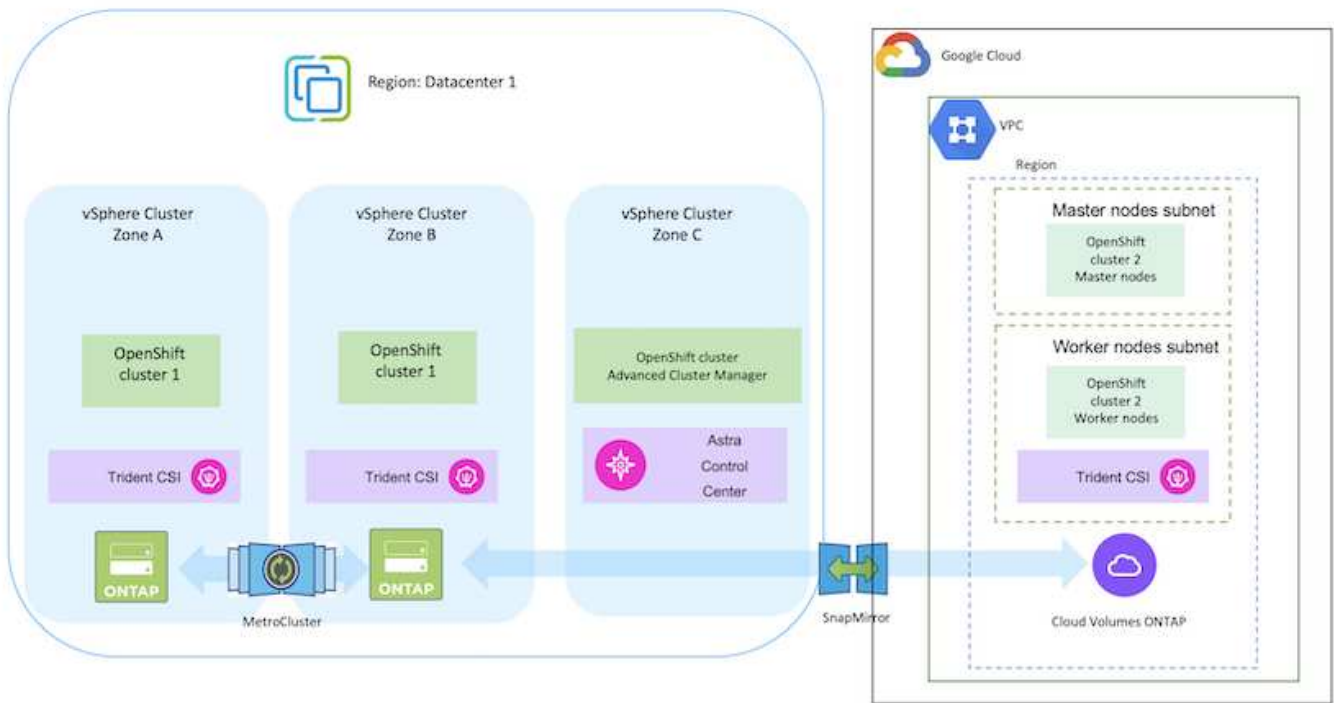 Region: Datacenter 1
vSphere Cluster
Zone A
OpenShift
cluster 1
Trident CSI
ONTAP
vSphere Cluster
Zone B
OpenShift
cluster 1
Trident CSI
ONTAP
MetroCluster
vSphere Cluster
Zone C
OpenShift cluster
Advanced Cluster Manager
Astra
Control
Center
SnapMirror
Google Cloud
VPC
Region
Master nodes subnet
OpenShift
cluster 2
Master nodes
Worker nodes subnet
OpenShift
cluster 2
Worker nodes
Trident CSI
Cloud Volumes ONTAP